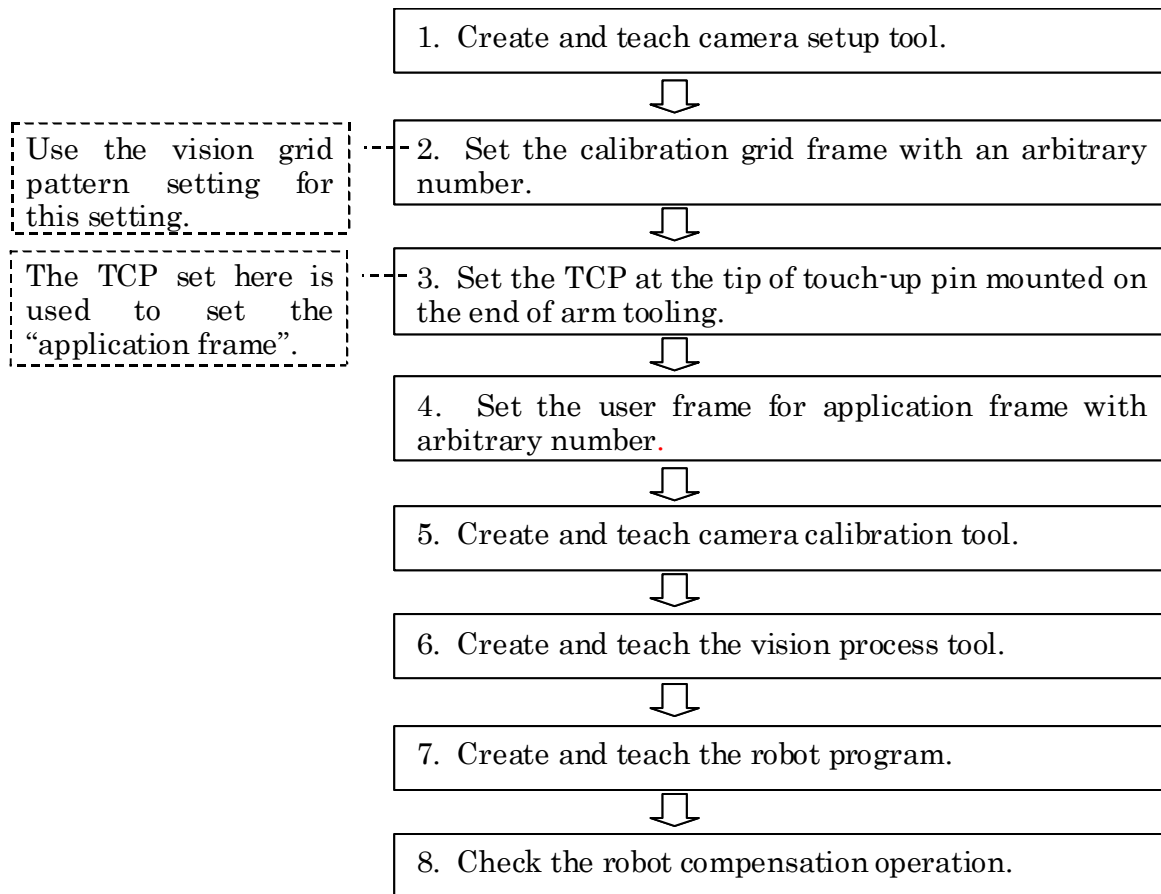 1. Create and teach camera setup tool.
Use the vision grid
pattern setting for
this setting.
2. Set the calibration grid frame with an arbitrary
number.
The TCP set here is
used to set the
“application frame”.
3. Set the TCP at the tip of touch-up pin mounted on
the end of arm tooling.
4. Set the user frame for application frame with
arbitrary number.
5. Create and teach camera calibration tool.
6. Create and teach the vision process tool.
7. Create and teach the robot program.
8. Check the robot compensation operation.